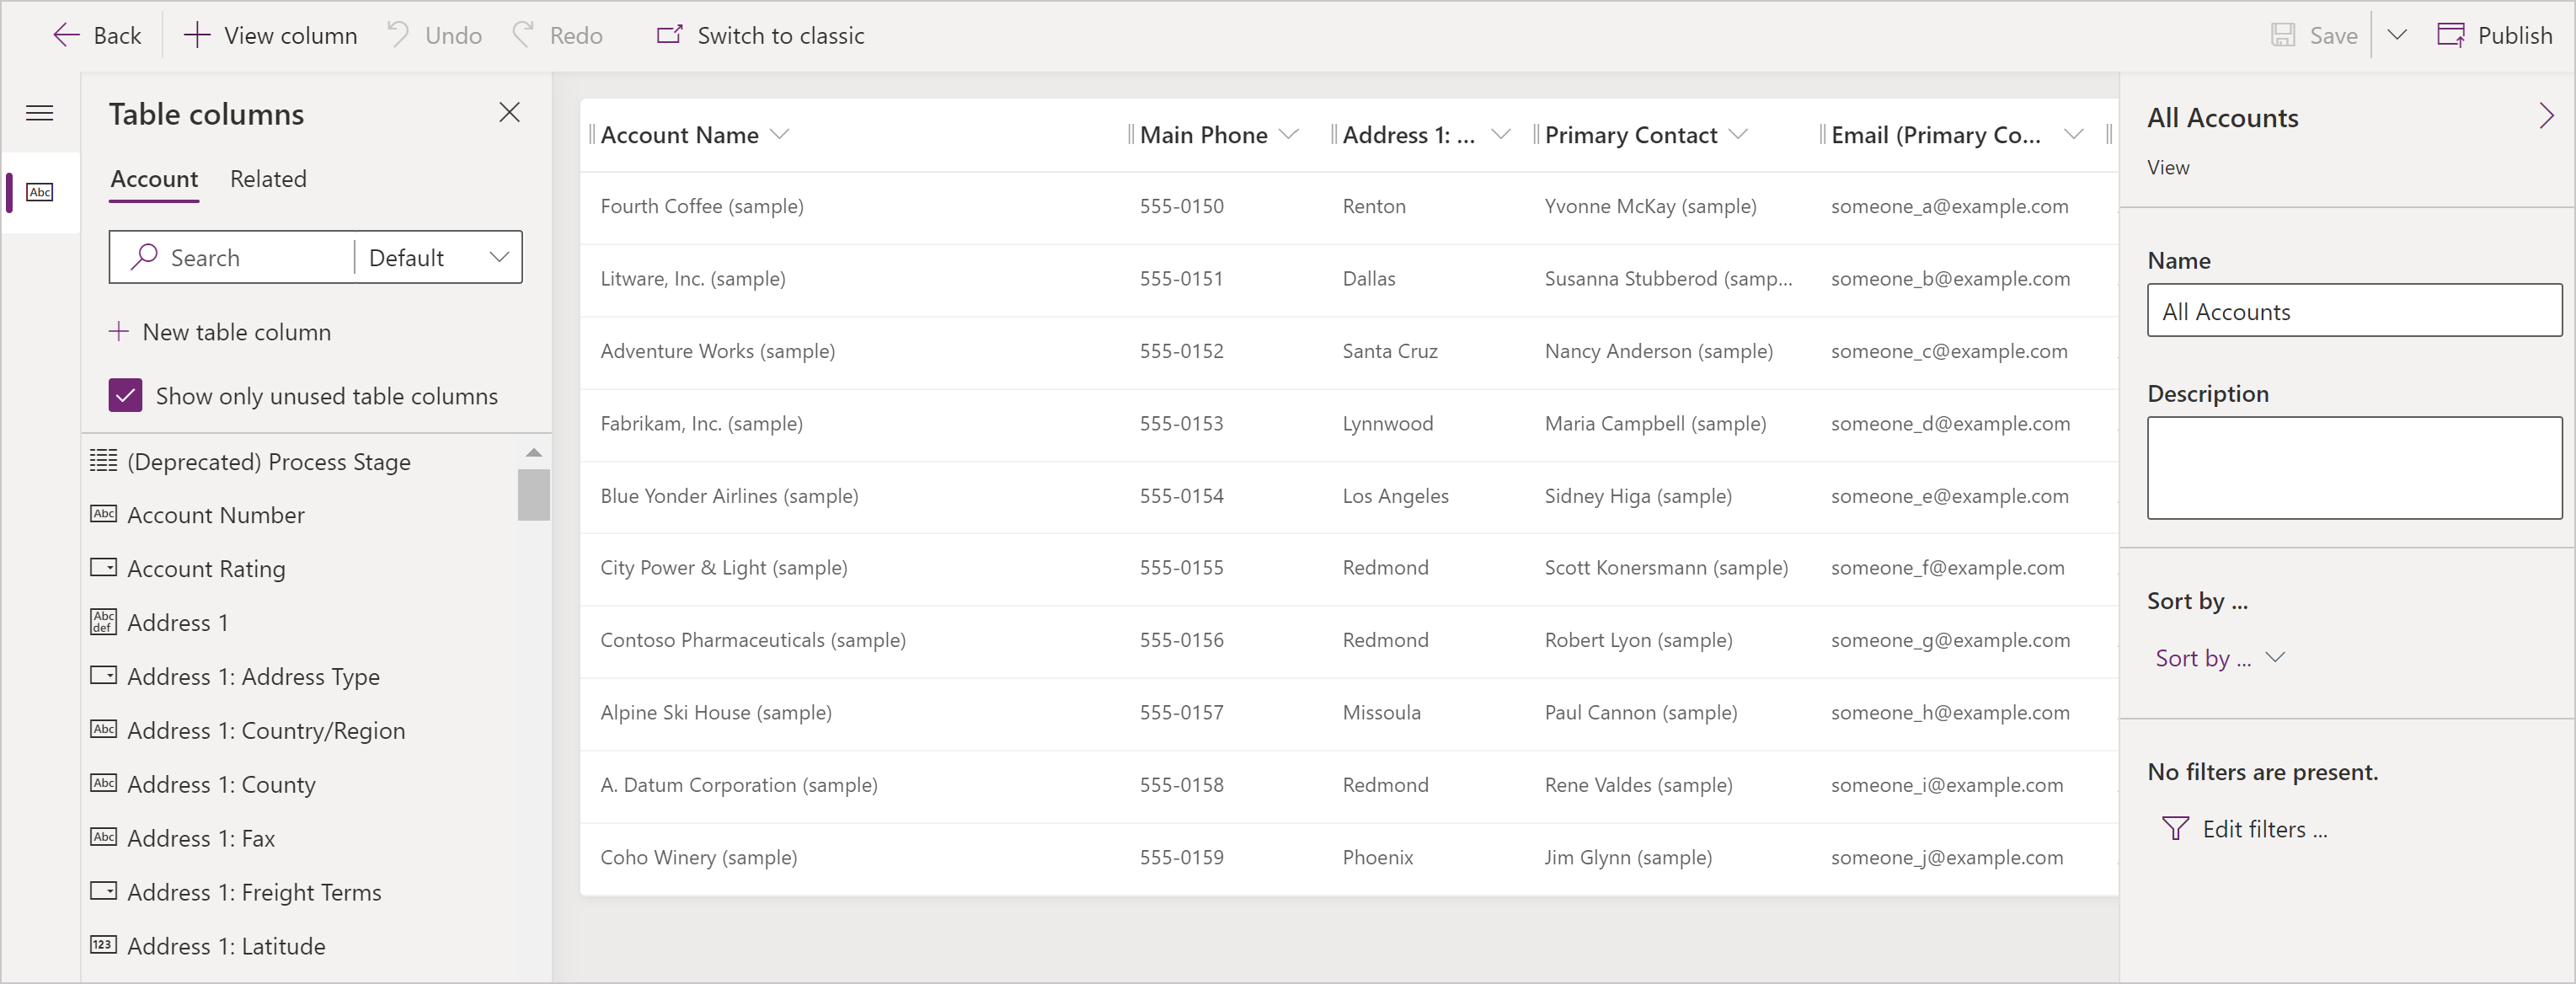 Back
View column
Undo
Redo
Switch to classic
Save
Publish
Table columns
Account Related
Search Default
New table column
Show only unused table columns
(Deprecated) Process Stage
Abc Account Number
Account Rating
Abc def Address 1
Address 1: Address Type
Abc Address 1: Country/Region
Abc Address 1: County
Abc Address 1: Fax
Address 1: Freight Terms
123 Address 1: Latitude
Abc
Account Name Main Phone Address 1: ... Primary Contact Email (Primary Co...
Fourth Coffee (sample) 555-0150 Renton Yvonne McKay (sample) someone_a@example.com
Litware, Inc. (sample) 555-0151 Dallas Susanna Stubberod (samp... someone_b@example.com
Adventure Works (sample) 555-0152 Santa Cruz Nancy Anderson (sample) someone_c@example.com
Fabrikam, Inc. (sample) 555-0153 Lynnwood Maria Campbell (sample) someone_d@example.com
Blue Yonder Airlines (sample) 555-0154 Los Angeles Sidney Higa (sample) someone_e@example.com
City Power & Light (sample) 555-0155 Redmond Scott Konersmann (sample) someone_f@example.com
Contoso Pharmaceuticals (sample) 555-0156 Redmond Robert Lyon (sample) someone_g@example.com
Alpine Ski House (sample) 555-0157 Missoula Paul Cannon (sample) someone_h@example.com
A. Datum Corporation (sample) 555-0158 Redmond Rene Valdes (sample) someone_i@example.com
Coho Winery (sample) 555-0159 Phoenix Jim Glynn (sample) someone_j@example.com
All Accounts
View
Name
All Accounts
Description
Sort by ...
Sort by ...
No filters are present.
Edit filters ...